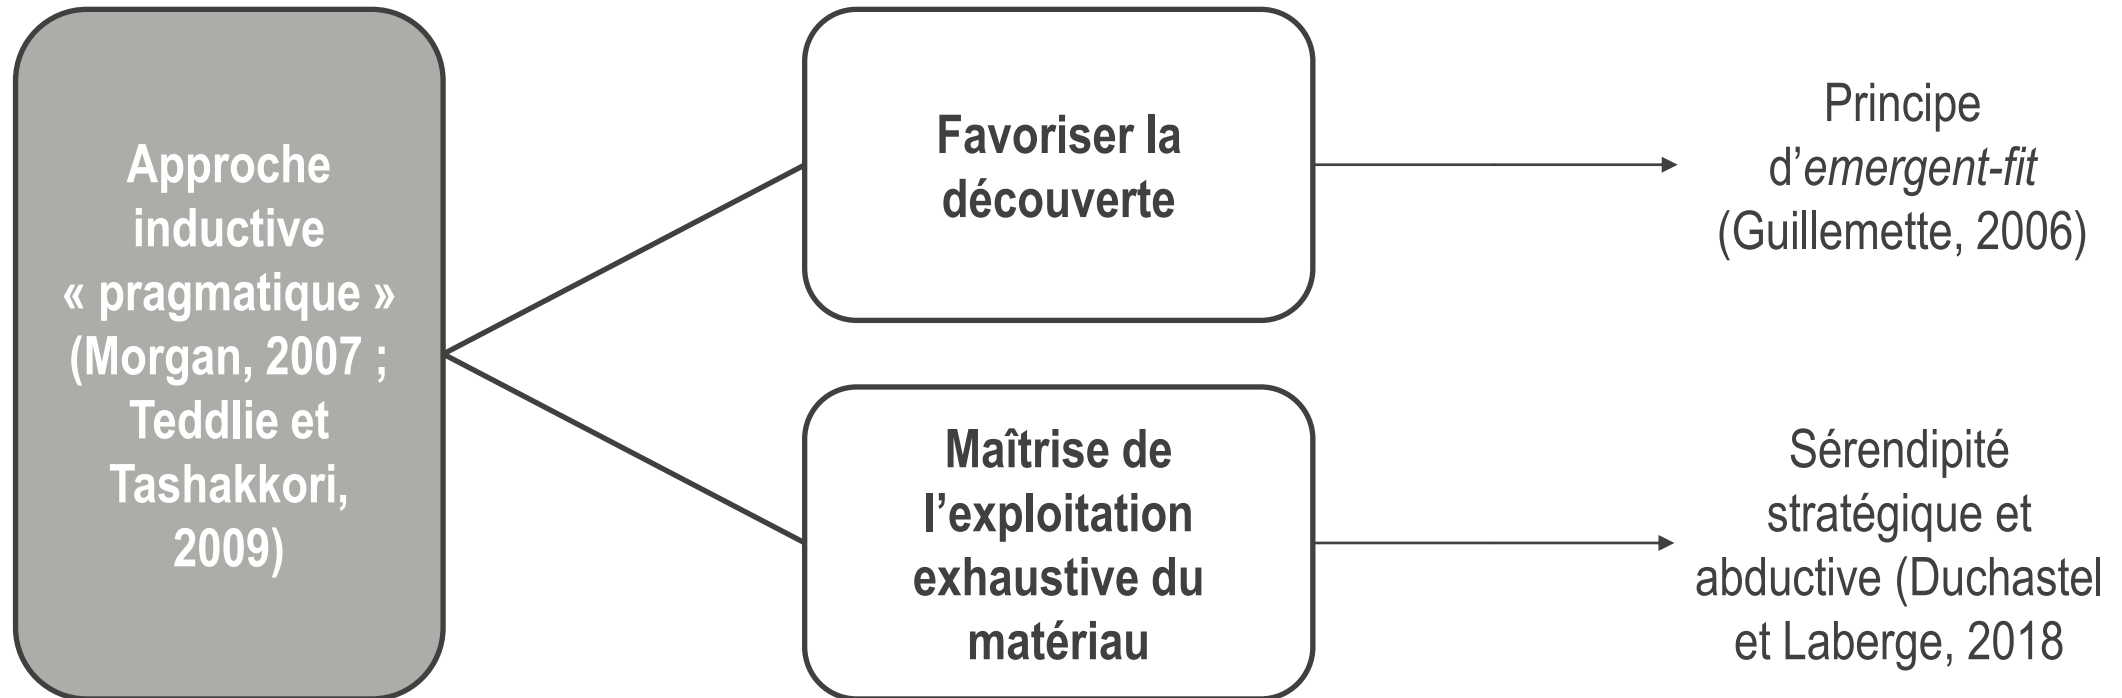 Approche
inductive
« pragmatique »
(Morgan, 2007 ;
Teddlie et
Tashakkori,
2009)
Favoriser la
découverte
Principe
d’emergent-fit
(Guillemette, 2006)
Maîtrise de
l’exploitation
exhaustive du
matériau
Sérendipité
stratégique et
abductive (Duchastel
et Laberge, 2018